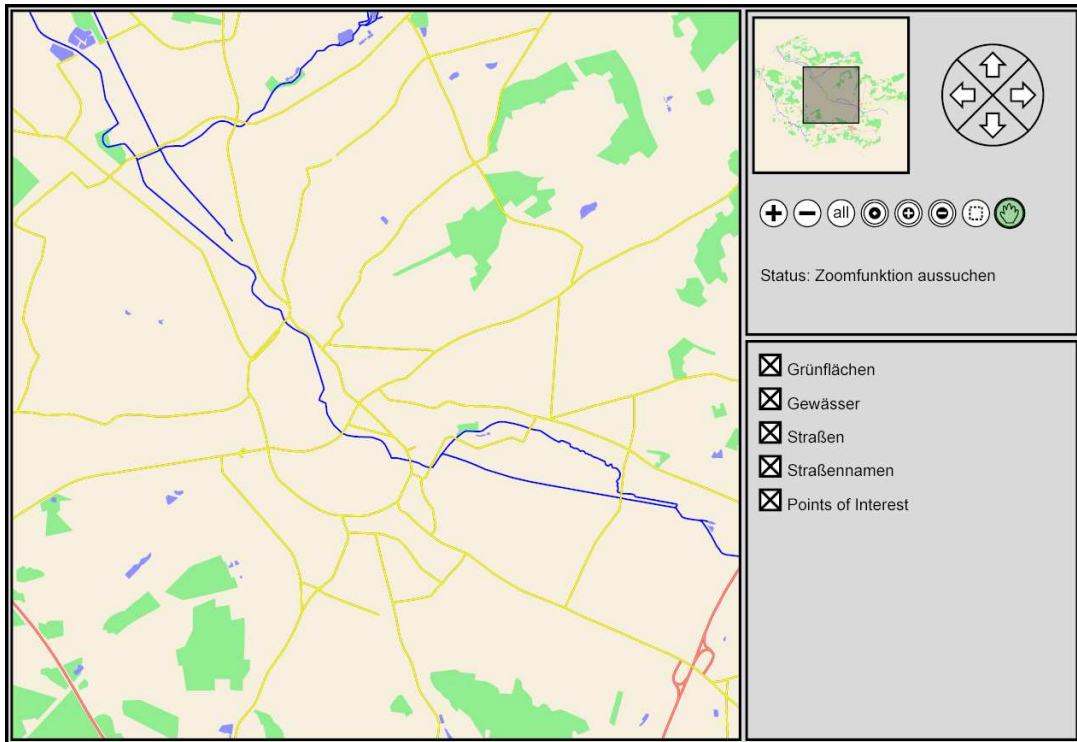 all
Status: Zoomfunktion aussuchen
Grünflächen
Gewässer
Straßen
Straßennamen
Points of Interest